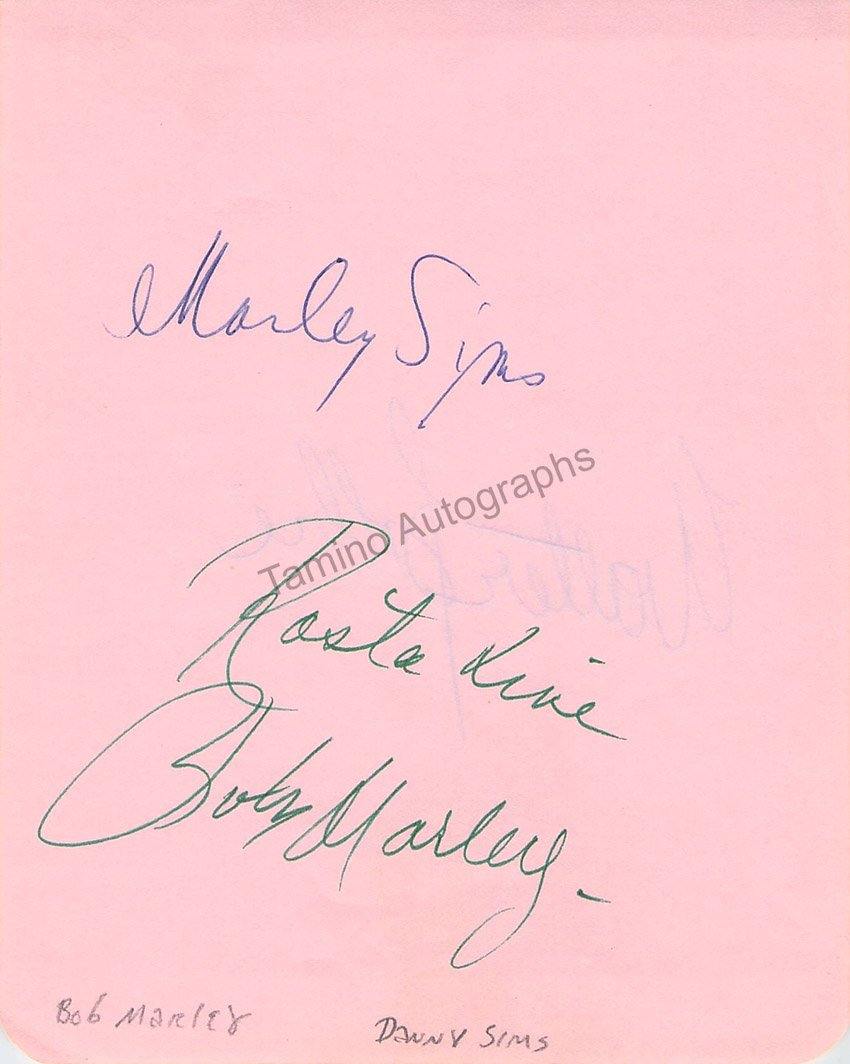 Marley Sims
Tamino Autographs
Rasta Live
Bob Marley -
Bob Marley
Danny Sims